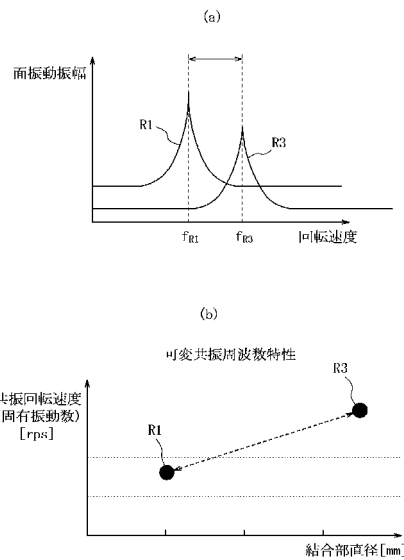 (a)
面振動振幅
R1
R3
fR1
fR3
回転速度
(b)
可変共振周波数特性
共振回転速度
(固有振動数)
[rps]
R1
R3
結合部直径[mm]